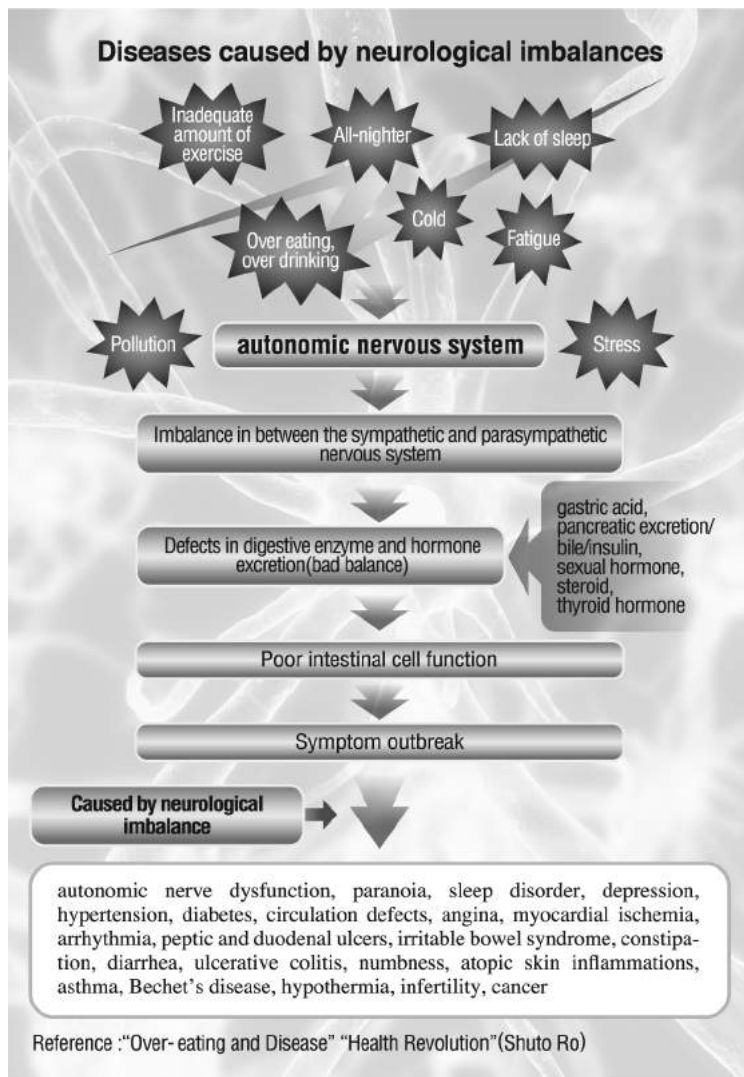 Diseases caused by neurological imbalances
Inadequate
amount of
exercise
All-nighter
Lack of sleep
Over eating,
over drinking
Cold
Fatigue
Pollution
autonomic nervous system
Stress
Imbalance in between the sympathetic and parasympathetic
nervous system
Defects in digestive enzyme and hormone
excretion(bad balance)
gastric acid,
pancreatic excretion/
bile/insulin,
sexual hormone,
steroid,
thyroid hormone
Poor intestinal cell function
Symptom outbreak
Caused by neurological
imbalance
autonomic nerve dysfunction, paranoia, sleep disorder, depression,
hypertension, diabetes, circulation defects, angina, myocardial ischemia,
arrhythmia, peptic and duodenal ulcers, irritable bowel syndrome, constipa-
tion, diarrhea, ulcerative colitis, numbness, atopic skin inflammations,
asthma, Bechet's disease, hypothermia, infertility, cancer
Reference :"Over- eating and Disease" "Health Revolution"(Shuto Ro)